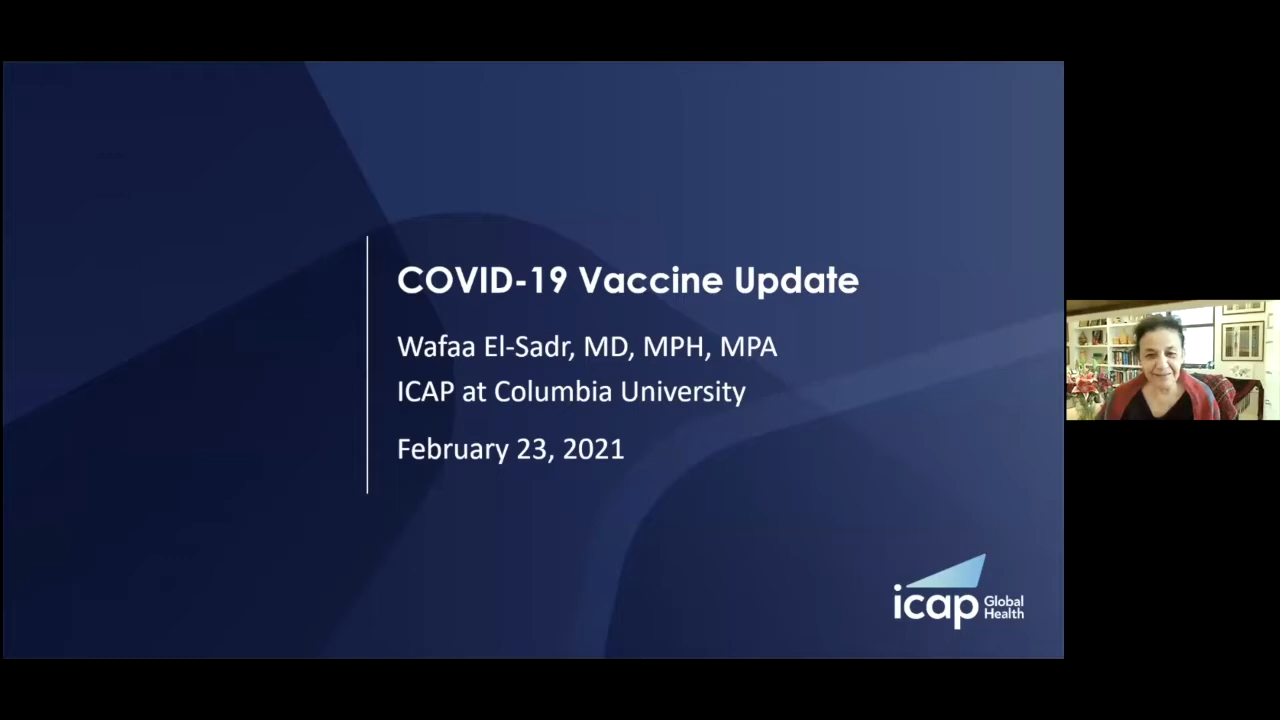 COVID-19 Vaccine Update
Wafaa El-Sadr, MD, MPH, MPA
ICAP at Columbia University
February 23, 2021
icap Global Health